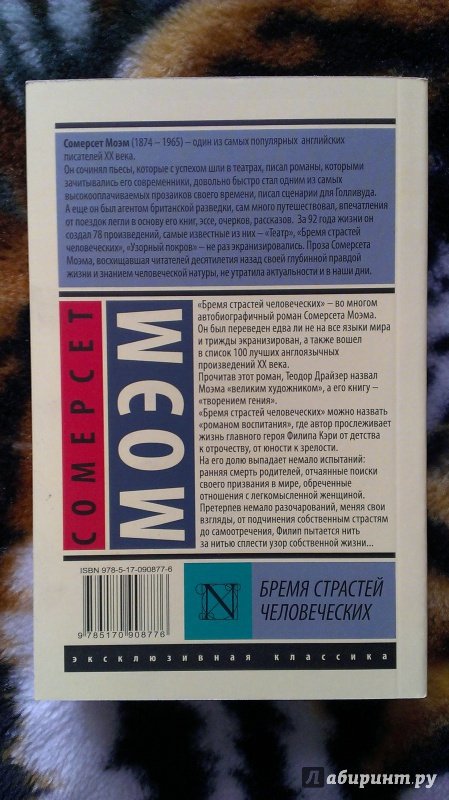 Сомерсет Моэм (1874 – 1965) – один из самых популярных английских
писателей XX века.
Он сочинял пьесы, которые с успехом шли в театрах, писал романы, которыми
зачитывались его современники, довольно быстро стал одним из самых
высокооплачиваемых прозаиков своего времени, писал сценарии для Голливуда.
А еще он был агентом британской разведки, сам много путешествовал, впечатления
от поездок легли в основу его книг, эссе, очерков, рассказов. За 92 года жизни он
создал 78 произведений, самые известные из них – «Театр», «Бремя страстей
человеческих», «Узорный покров» – не раз экранизировались. Проза Сомерсета
Моэма, восхищавшая читателей десятилетия назад своей глубинной правдой
жизни и знанием человеческой натуры, не утратила актуальности и в наши дни.
СОМЕРСЕТ
МОЭМ
«Бремя страстей человеческих» – во многом
автобиографичный роман Сомерсета Моэма.
Он был переведен едва ли не на все языки мира
и трижды экранизирован, а также вошел
в список 100 лучших англоязычных
произведений XX века.
Прочитав этот роман, Теодор Драйзер назвал
Моэма «великим художником», а его книгу –
«творением гения».
«Бремя страстей человеческих» можно назвать
«романом воспитания», где автор прослеживает
жизнь главного героя Филипа Кэри от детства
к отрочеству, от юности к зрелости.
На его долю выпадает немало испытаний:
ранняя смерть родителей, отчаянные поиски
своего призвания в мире, обреченные
отношения с легкомысленной женщиной.
Претерпев немало разочарований, меняя свои
взгляды, от подчинения собственным страстям
до самоотречения, Филип пытается нить
за нитью сплести узор собственной жизни...
ISBN 978-5-17-090877-6
9 785170 908776
N
БРЕМЯ СТРАСТЕЙ
ЧЕЛОВЕЧЕСКИХ
эксклюзивная классика
Лабиринт.ру